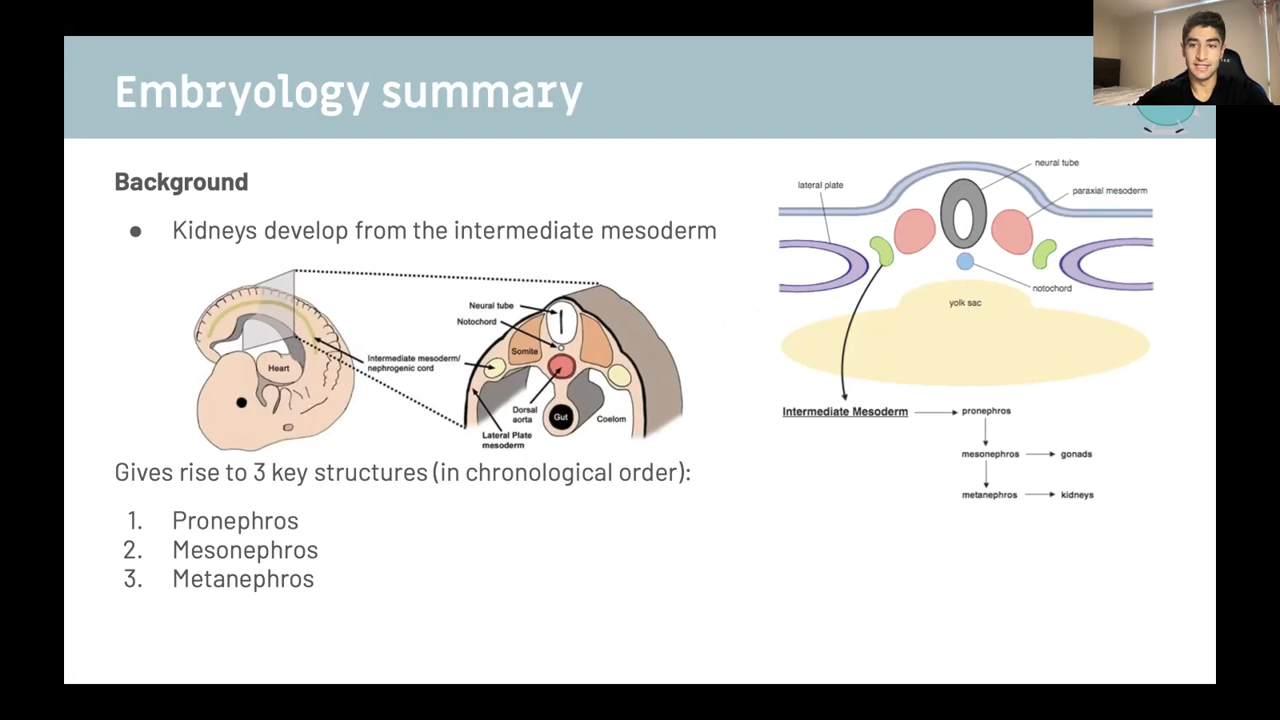 Embryology summary
Background
● Kidneys develop from the intermediate mesoderm
Neural tube
Notochord
Somite
Intermediate mesoderm/
nephrogenic cord
Heart
Dorsal
aorta
Gut
Coelom
Lateral Plate
mesoderm
Gives rise to 3 key structures (in chronological order):
1. Pronephros
2. Mesonephros
3. Metanephros
neural tube
lateral plate
paraxial mesoderm
notochord
yolk sac
Intermediate Mesoderm
pronephros
mesonephros
gonads
metanephros
kidneys